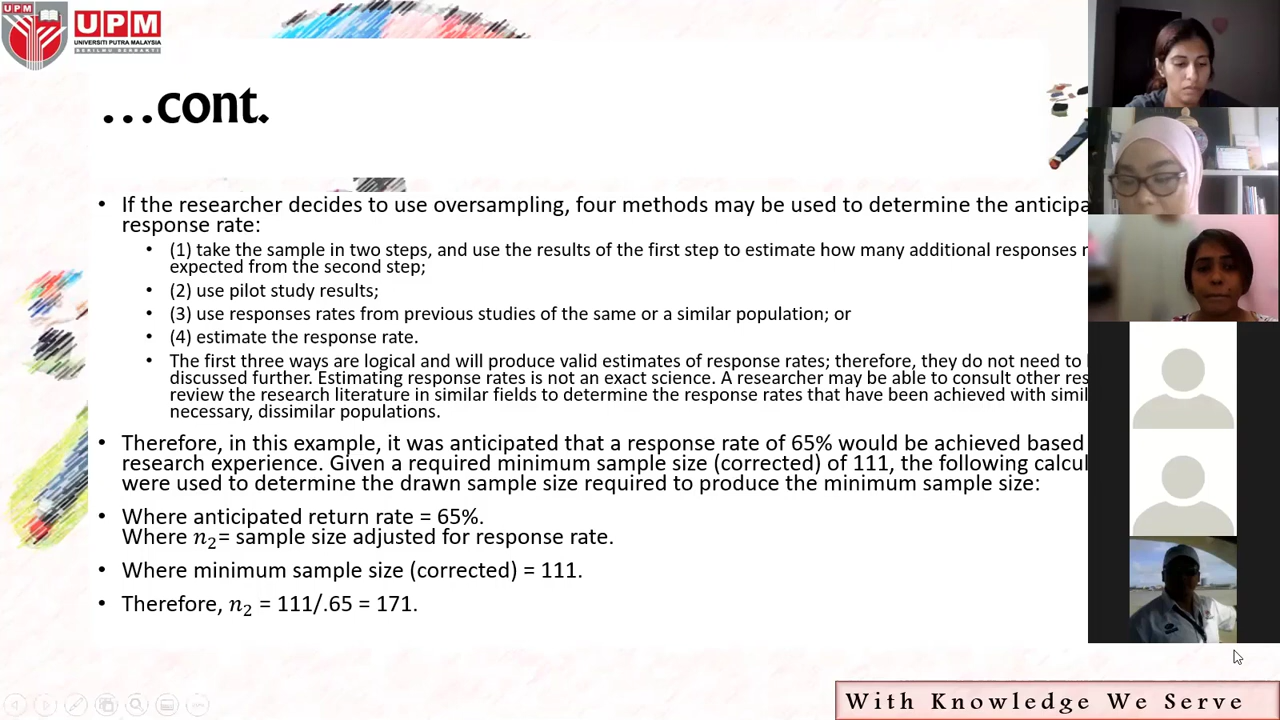 UPM
UPM
UNIVERSITI PUTRA MALAYSIA
BERILMU BERBAKTI
...cont.
• If the researcher decides to use oversampling, four methods may be used to determine the anticipa
response rate:
• (1) take the sample in two steps, and use the results of the first step to estimate how many additional responses
expected from the second step;
• (2) use pilot study results;
• (3) use responses rates from previous studies of the same or a similar population; or
• (4) estimate the response rate.
• The first three ways are logical and will produce valid estimates of response rates; therefore, they do not need to
discussed further. Estimating response rates is not an exact science. A researcher may be able to consult other res
review the research literature in similar fields to determine the response rates that have been achieved with simil
necessary, dissimilar populations.
• Therefore, in this example, it was anticipated that a response rate of 65% would be achieved based
research experience. Given a required minimum sample size (corrected) of 111, the following calcul
were used to determine the drawn sample size required to produce the minimum sample size:
• Where anticipated return rate = 65%.
Where n₂= sample size adjusted for response rate.
• Where minimum sample size (corrected) = 111.
• Therefore, n₂ = 111/.65 = 171.
With Knowledge We Serve